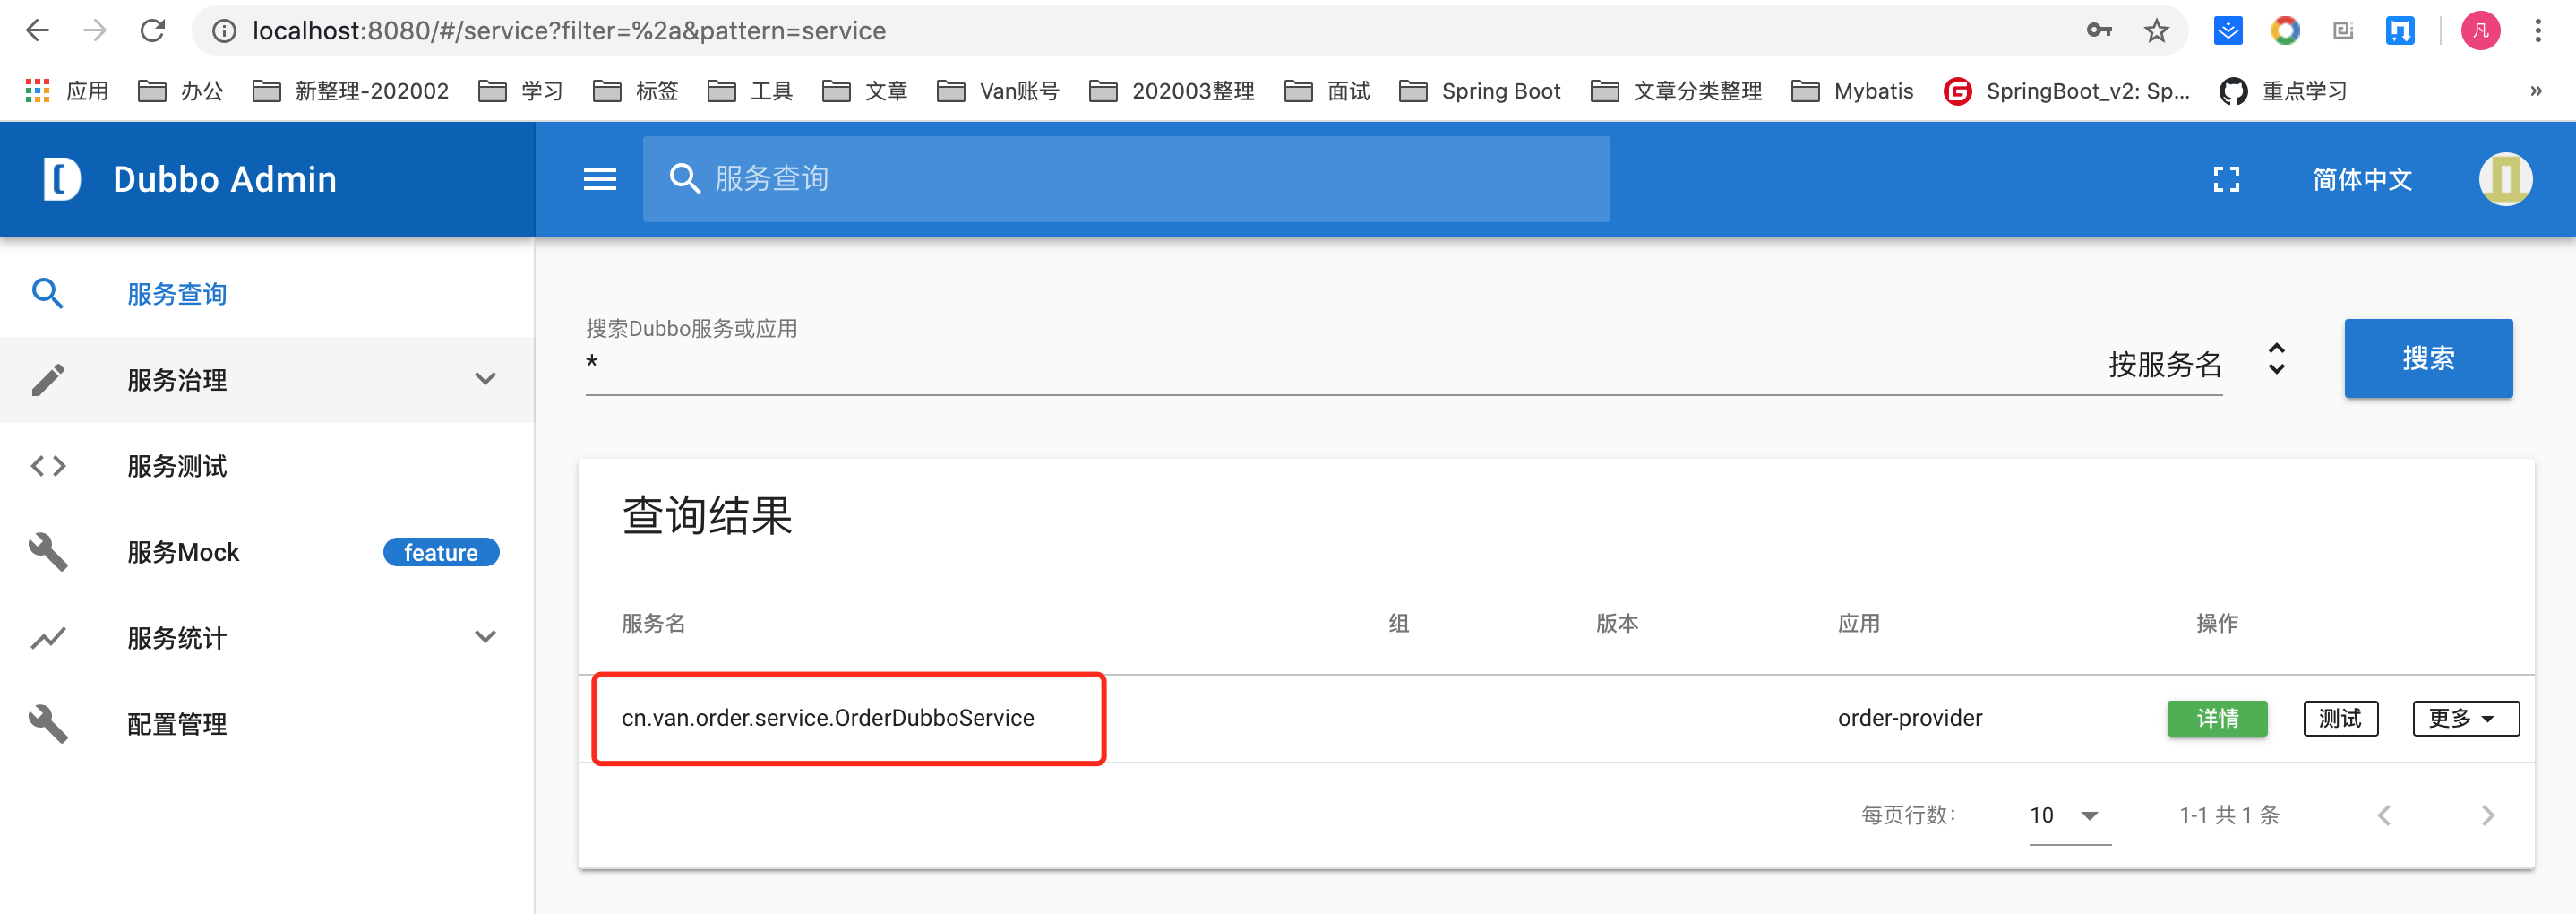 localhost:8080/#/service?filter=%2a&pattern=service
凡
应用 办公 新整理-202002 学习 标签 工具 文章 Van账号 202003整理 面试 Spring Boot 文章分类整理 Mybatis SpringBoot_v2: Sp... 重点学习 »
Dubbo Admin
服务查询
简体中文
服务查询
服务治理
服务测试
服务Mock feature
服务统计
配置管理
搜索Dubbo服务或应用
* 按服务名
搜索
查询结果
服务名 组 版本 应用 操作
cn.van.order.service.OrderDubboService order-provider 详情 测试 更多
每页行数: 10 1-1 共 1 条